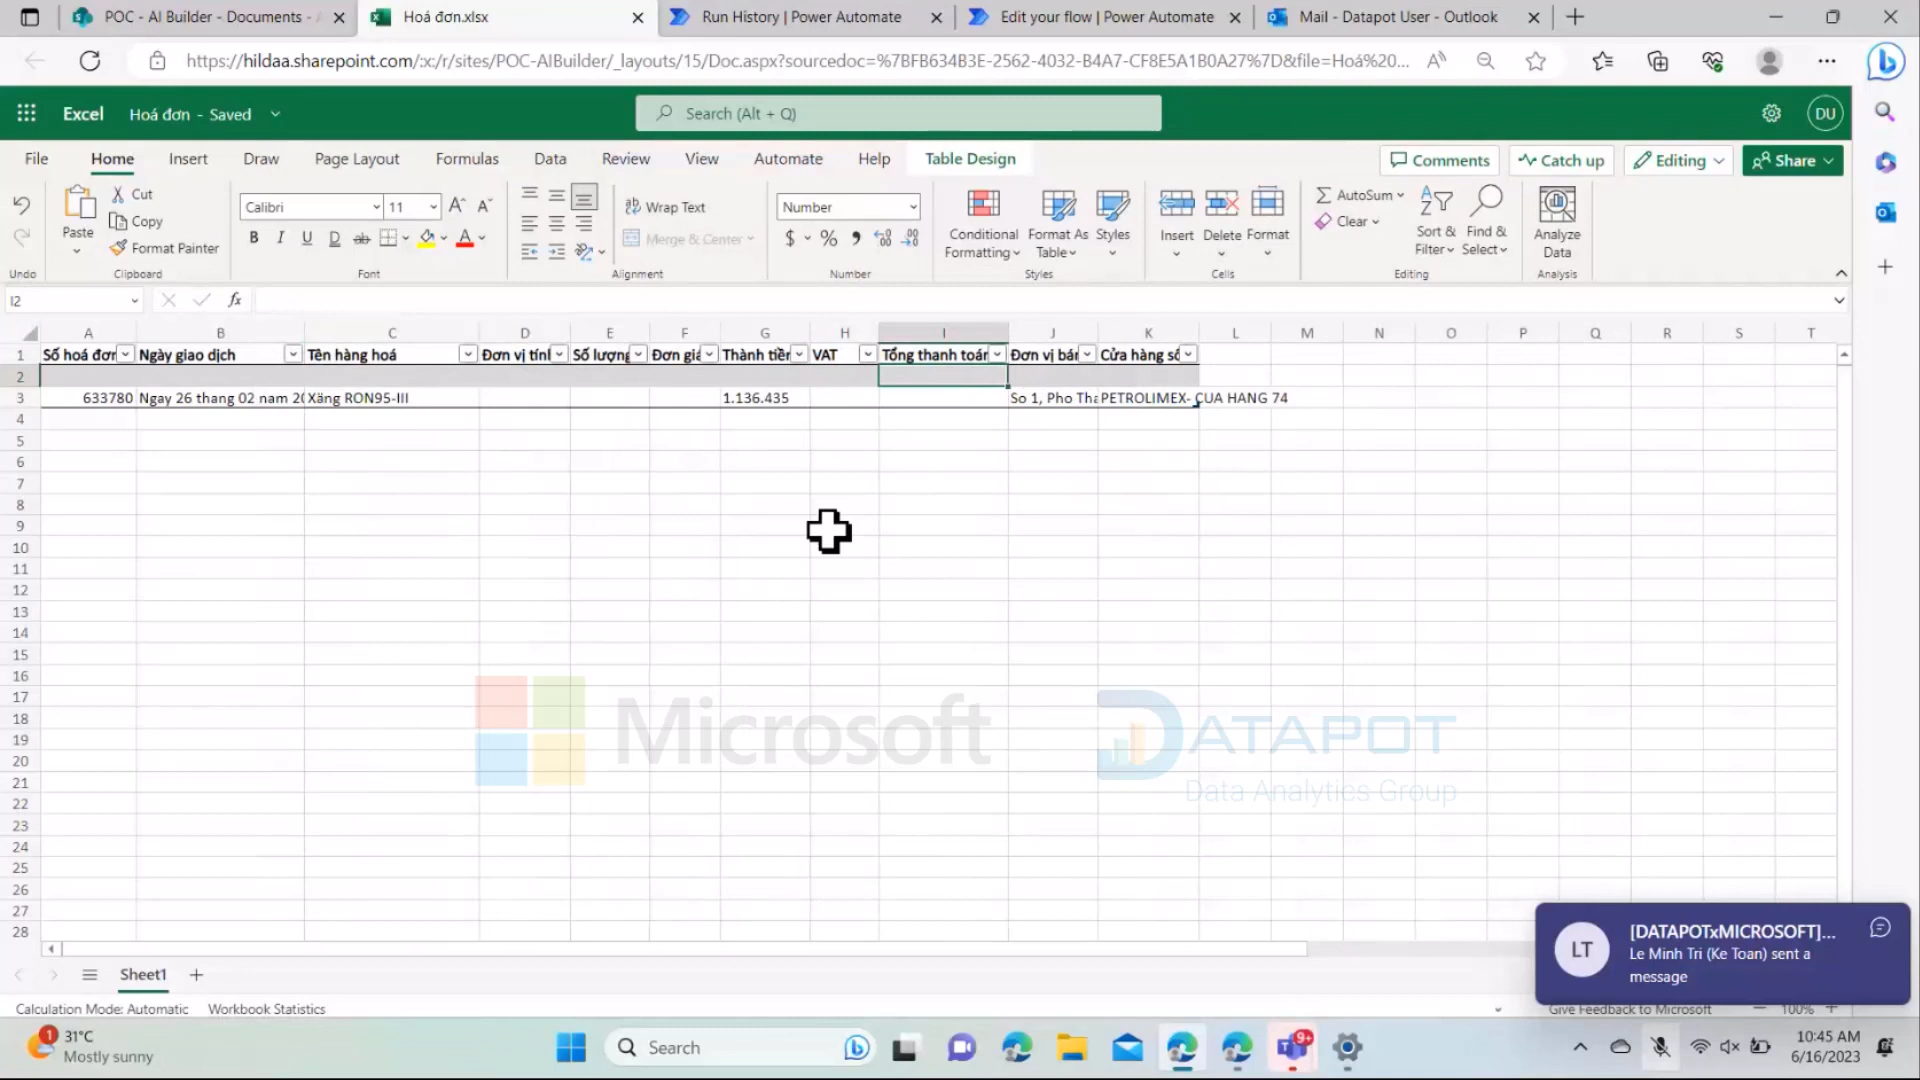 POC - AI Builder - Documents - A
Hoá đơn.xlsx
Run History | Power Automate
Edit your flow | Power Automate
Mail - Datapot User - Outlook
https://hildaa.sharepoint.com/:x:/r/sites/POC-AIBuilder/_layouts/15/Doc.aspx?sourcedoc=%7BFB634B3E-2562-4032-B4A7-CF8E5A1B0A27%7D&file=Hoá%20...
Excel
Hoá đơn - Saved
Search (Alt + Q)
DU
File Home Insert Draw Page Layout Formulas Data Review View Automate Help Table Design
Comments
Catch up
Editing
Share
Paste
Cut
Copy
Format Painter
Calibri
11
Wrap Text
Merge & Center
Number
Conditional Formatting
Format As Table
Styles
Insert
Delete
Format
AutoSum
Clear
Sort & Filter
Find & Select
Analyze Data
Undo Clipboard Font Alignment Number Styles Cells Editing Analysis
I2
fx
A B C D E F G H I J K L M N O P Q R S T
1 Số hoá đơn Ngày giao dịch Tên hàng hoá Đơn vị tính Số lượng Đơn giá Thành tiền VAT Tổng thanh toán Đơn vị bán Cửa hàng số
2
3 633780 Ngay 26 thang 02 nam 20 Xăng RON95-III 1.136.435 So 1, Pho Tha PETROLIMEX- CUA HANG 74
4
5
6
7
8
9
10
11
12
13
14
15
16
17
18
19
20
21
22
23
24
25
26
27
28
Microsoft
DATAPOT
Data Analytics Group
LT
[DATAPOTxMICROSOFT]...
Le Minh Tri (Ke Toan) sent a
message
Sheet1
Calculation Mode: Automatic Workbook Statistics
Give Feedback to Microsoft
100%
1
31°C
Mostly sunny
Search
9+
10:45 AM
6/16/2023